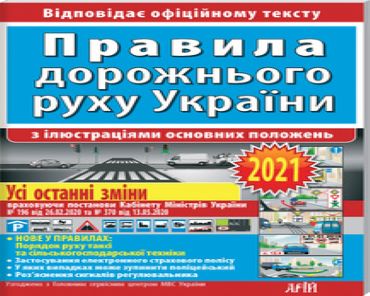 Відповідає офіційному тексту
Правила
дорожнього
руху України
з ілюстраціями основних положень
2021
Усі останні зміни
враховуючи постанови Кабінету Міністрів України
№ 196 від 26.02.2020 та № 370 від 13.05.2020
• НОВЕ У ПРАВИЛАХ:
Порядок руху таксі
та сільськогосподарської техніки
• Застосування електронного страхового полісу
• У яких випадках може зупинити поліцейський
• Роз'яснення сигналів регулювальника
Узгоджено з Головним сервісним центром МВС України
АРІЙ